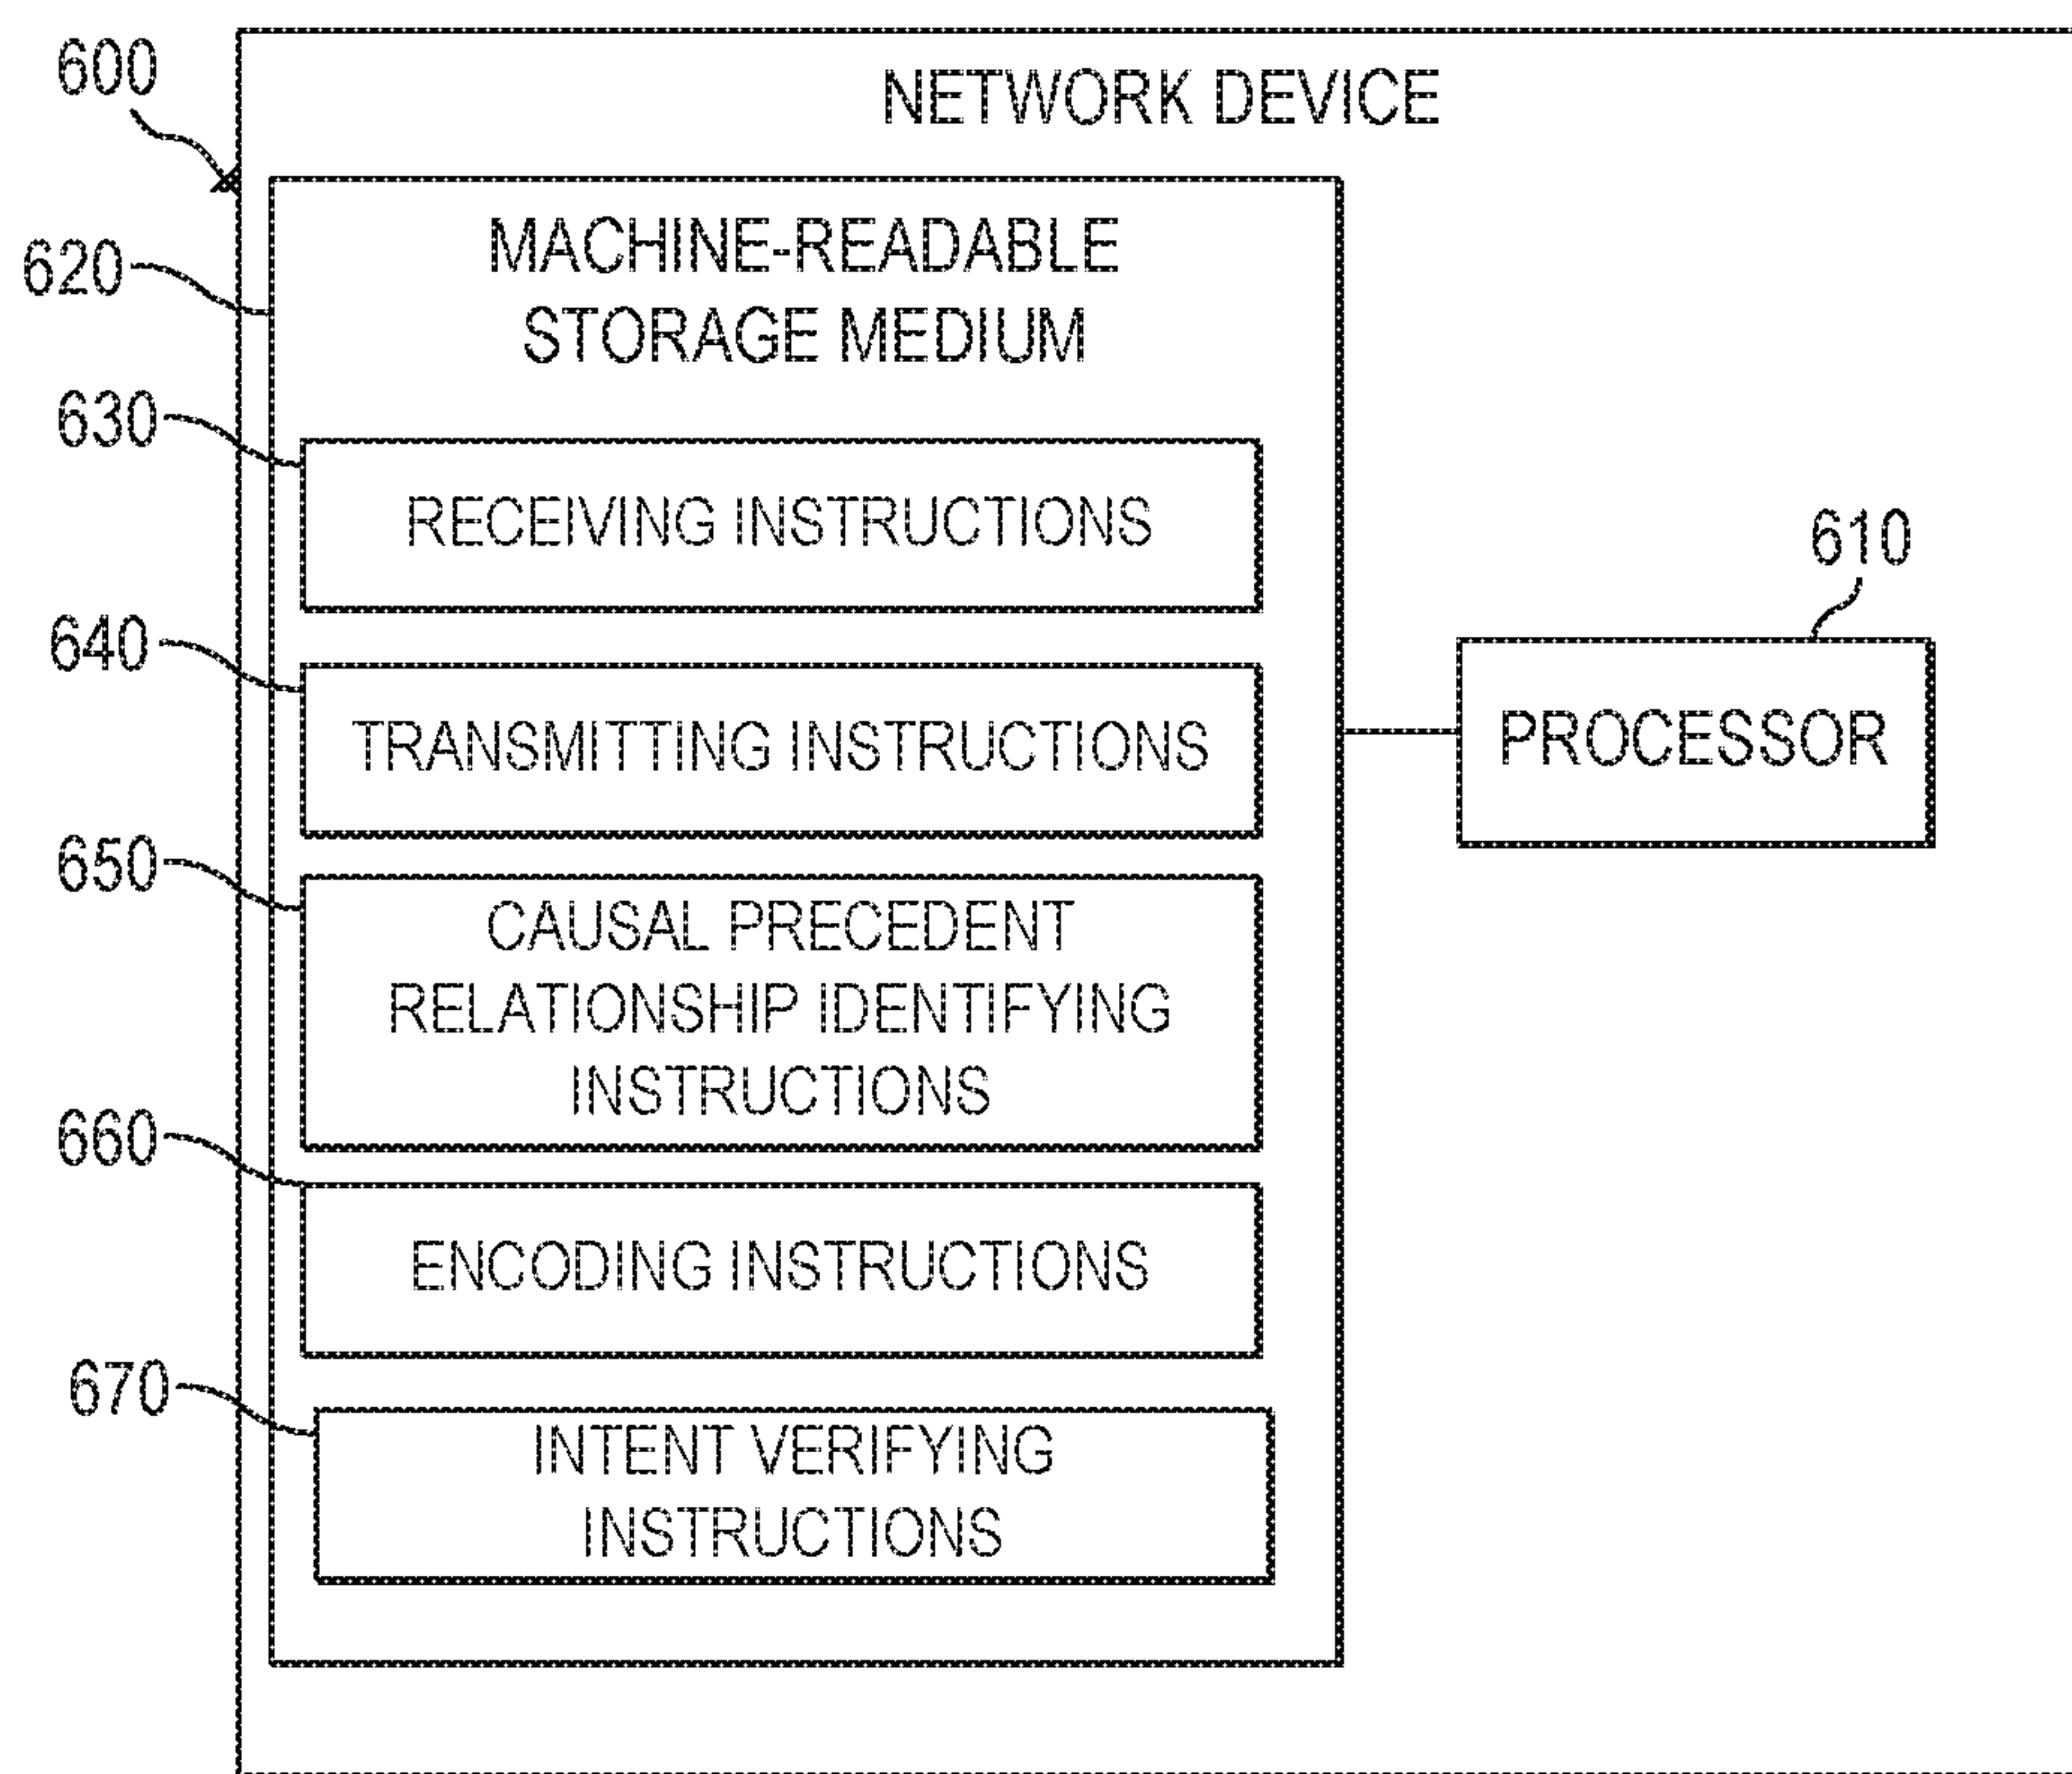 600
NETWORK DEVICE
620
MACHINE-READABLE
STORAGE MEDIUM
630
RECEIVING INSTRUCTIONS
610
PROCESSOR
640
TRANSMITTING INSTRUCTIONS
650
CAUSAL PRECEDENT
RELATIONSHIP IDENTIFYING
INSTRUCTIONS
660
ENCODING INSTRUCTIONS
670
INTENT VERIFYING
INSTRUCTIONS